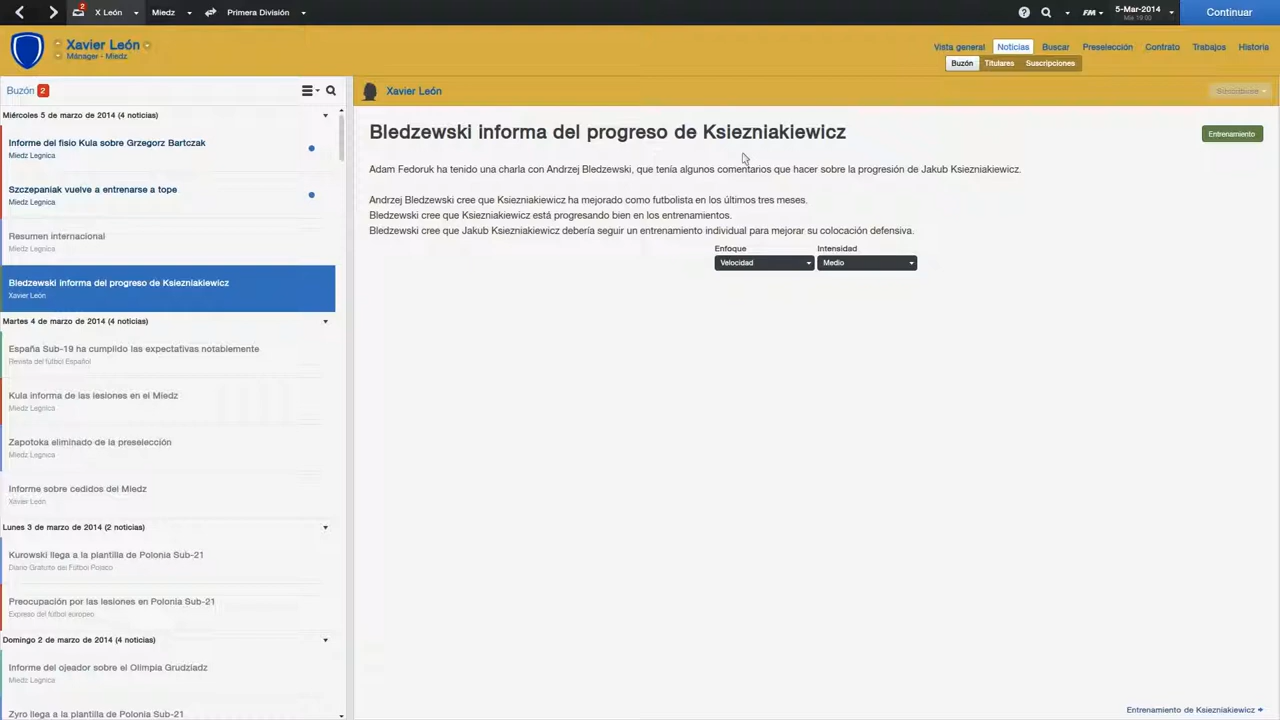 2
X León
Miedz
Primera División
FM
5-Mar-2014
Mié 19:00
Continuar
Xavier León
Mánager - Miedz
Vista general
Noticias
Buscar
Preselección
Contrato
Trabajos
Historia
Buzón
Titulares
Suscripciones
Buzón 2
Xavier León
Suscribirse
Miércoles 5 de marzo de 2014 (4 noticias)
Informe del fisio Kula sobre Grzegorz Bartczak
Miedz Legnica
Szczepaniak vuelve a entrenarse a tope
Miedz Legnica
Resumen internacional
Miedz Legnica
Bledzewski informa del progreso de Ksiezniakiewicz
Xavier León
Martes 4 de marzo de 2014 (4 noticias)
España Sub-19 ha cumplido las expectativas notablemente
Revista del fútbol Español
Kula informa de las lesiones en el Miedz
Miedz Legnica
Zapotoka eliminado de la preselección
Miedz Legnica
Informe sobre cedidos del Miedz
Xavier León
Lunes 3 de marzo de 2014 (2 noticias)
Kurowski llega a la plantilla de Polonia Sub-21
Diario Gratuito del Fútbol Polaco
Preocupación por las lesiones en Polonia Sub-21
Expreso del fútbol europeo
Domingo 2 de marzo de 2014 (4 noticias)
Informe del ojeador sobre el Olimpia Grudziadz
Miedz Legnica
Zyro llega a la plantilla de Polonia Sub-21
Bledzewski informa del progreso de Ksiezniakiewicz
Entrenamiento
Adam Fedoruk ha tenido una charla con Andrzej Bledzewski, que tenía algunos comentarios que hacer sobre la progresión de Jakub Ksiezniakiewicz.
Andrzej Bledzewski cree que Ksiezniakiewicz ha mejorado como futbolista en los últimos tres meses.
Bledzewski cree que Ksiezniakiewicz está progresando bien en los entrenamientos.
Bledzewski cree que Jakub Ksiezniakiewicz debería seguir un entrenamiento individual para mejorar su colocación defensiva.
Enfoque
Intensidad
Velocidad
Medio
Entrenamiento de Ksiezniakiewicz